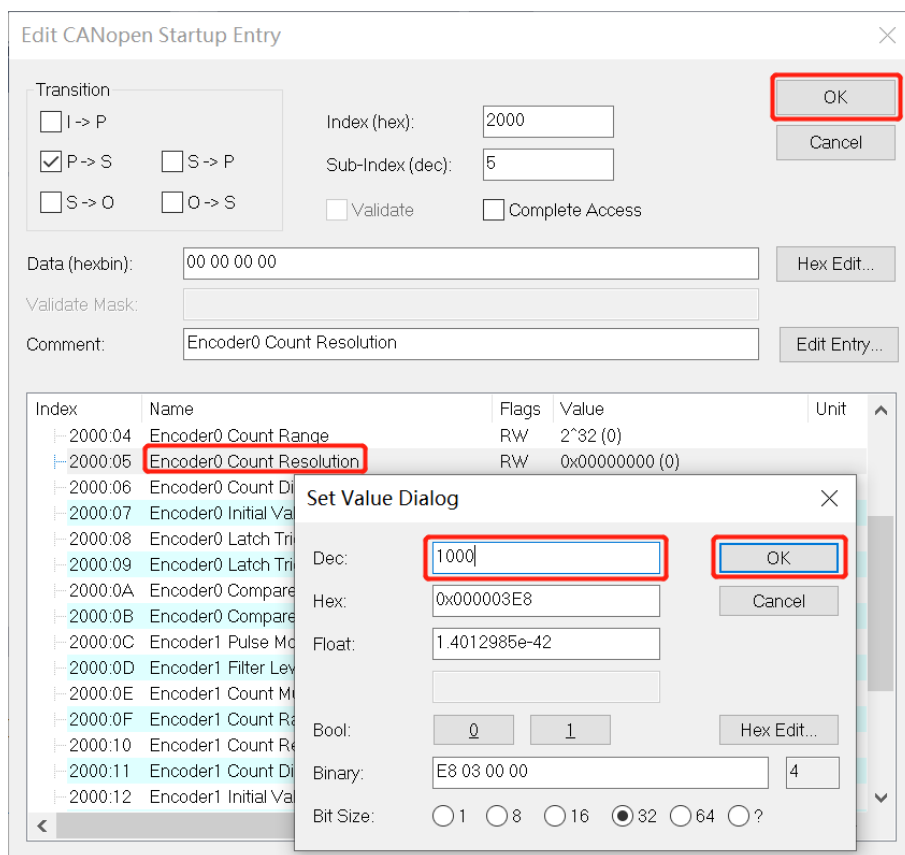 Edit CANopen Startup Entry
Transition
I -> P
P -> S
S -> P
S -> O
O -> S
Index (hex): 2000
Sub-Index (dec): 5
Validate
Complete Access
OK
Cancel
Data (hexbin): 00 00 00 00
Hex Edit...
Validate Mask:
Comment: Encoder0 Count Resolution
Edit Entry...
Index Name Flags Value Unit
2000:04 Encoder0 Count Range RW 2^32 (0)
2000:05 Encoder0 Count Resolution RW 0x00000000 (0)
2000:06 Encoder0 Count Di
2000:07 Encoder0 Initial Va
2000:08 Encoder0 Latch Tri
2000:09 Encoder0 Latch Tri
2000:0A Encoder0 Compare
2000:0B Encoder0 Compare
2000:0C Encoder1 Pulse Mo
2000:0D Encoder1 Filter Lev
2000:0E Encoder1 Count Mu
2000:0F Encoder1 Count Ra
2000:10 Encoder1 Count Re
2000:11 Encoder1 Count Di
2000:12 Encoder1 Initial Val
Set Value Dialog
Dec: 1000
OK
Hex: 0x000003E8
Cancel
Float: 1.4012985e-42
Bool: 0 1
Hex Edit...
Binary: E8 03 00 00 4
Bit Size: 1 8 16 32 64 ?